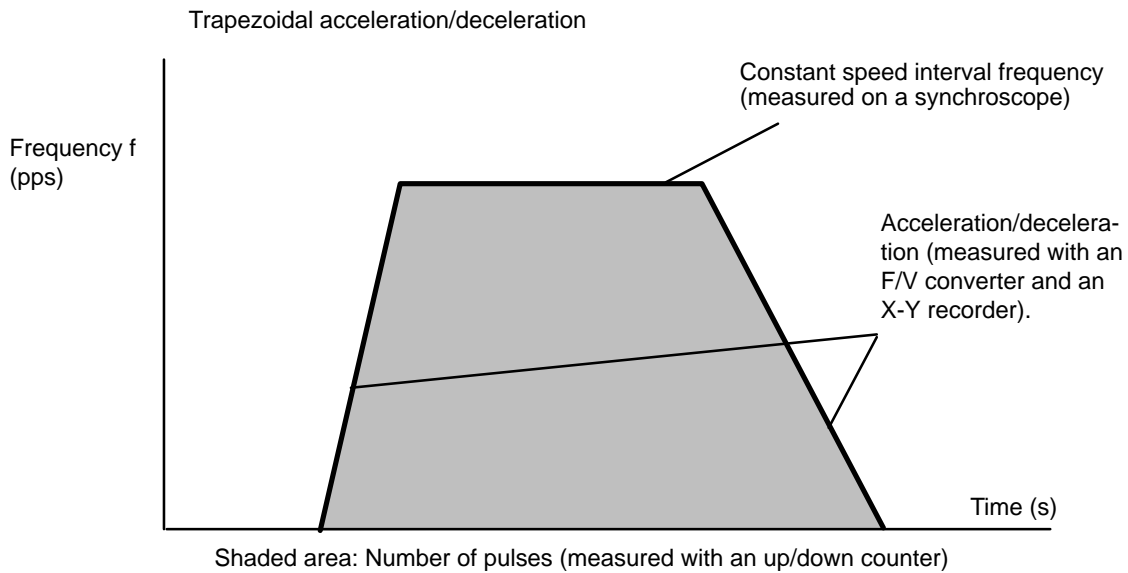 Trapezoidal acceleration/deceleration
Constant speed interval frequency
(measured on a synchroscope)
Frequency f
(pps)
Acceleration/decelera-
tion (measured with an
F/V converter and an
X-Y recorder).
Time (s)
Shaded area: Number of pulses (measured with an up/down counter)